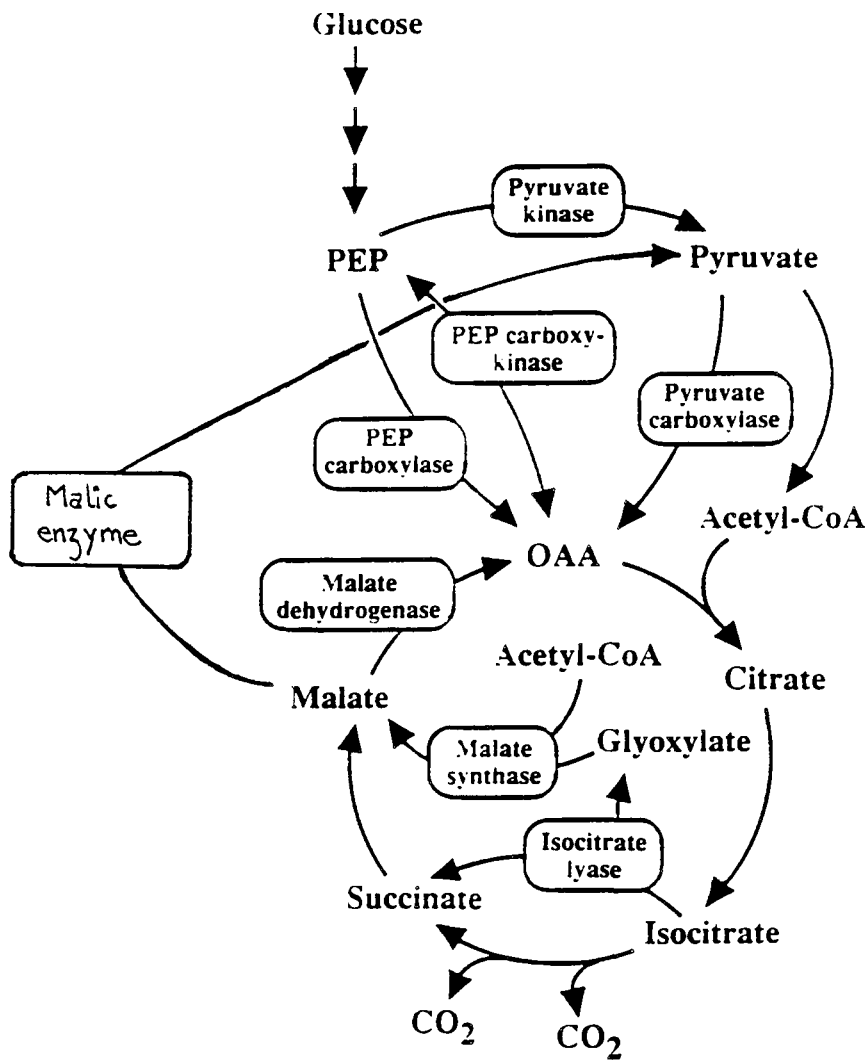 Glucose
Pyruvate
kinase
PEP
Pyruvate
PEP carboxy-
kinase
Pyruvate
carboxylase
PEP
carboxylase
Malic
enzyme
Acetyl-CoA
OAA
Malate
dehydrogenase
Acetyl-CoA
Citrate
Malate
Glyoxylate
Malate
synthase
Isocitrate
lyase
Succinate
Isocitrate
CO2
CO2